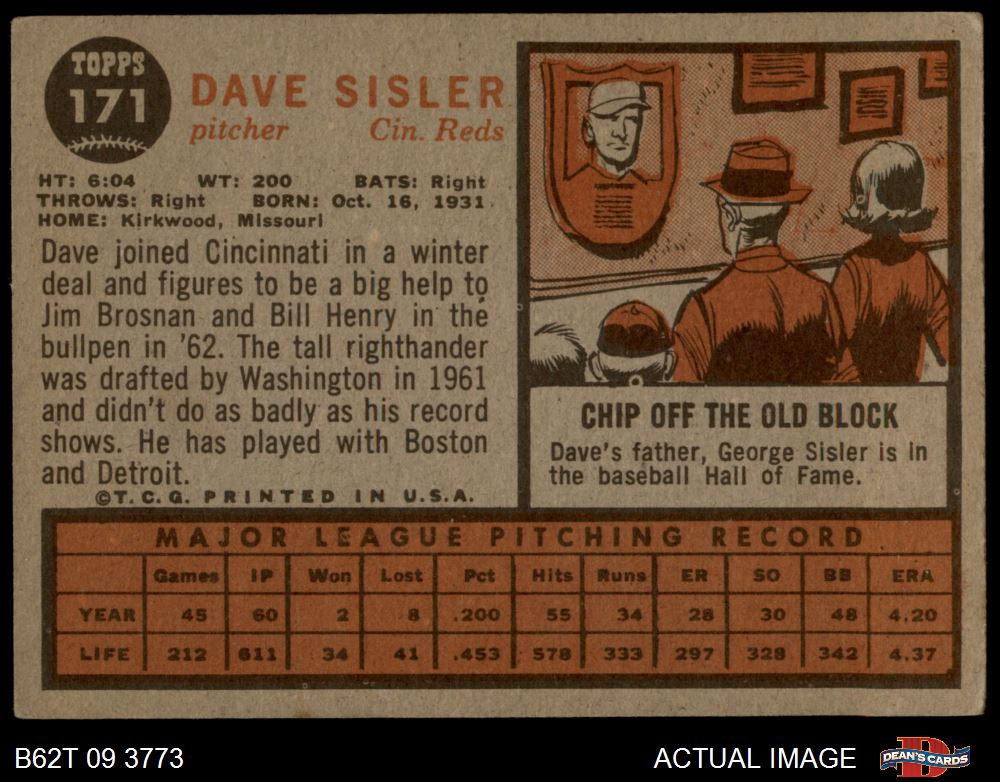 TOPPS
171
DAVE SISLER
pitcher Cin. Reds
HT: 6:04 WT: 200 BATS: Right
THROWS: Right BORN: Oct. 16, 1931
HOME: Kirkwood, Missouri
Dave joined Cincinnati in a winter
deal and figures to be a big help to
Jim Brosnan and Bill Henry in the
bullpen in '62. The tall righthander
was drafted by Washington in 1961
and didn't do as badly as his record
shows. He has played with Boston
and Detroit.
©T.C.G. PRINTED IN U.S.A.
CHIP OFF THE OLD BLOCK
Dave's father, George Sisler is in
the baseball Hall of Fame.
MAJOR LEAGUE PITCHING RECORD
Games IP Won Lost Pct Hits Runs ER SO BB ERA
YEAR 45 60 2 8 .200 55 34 28 30 48 4.20
LIFE 212 611 34 41 .453 578 333 297 328 342 4.37
B62T 09 3773
ACTUAL IMAGE
DEAN'S CARDS